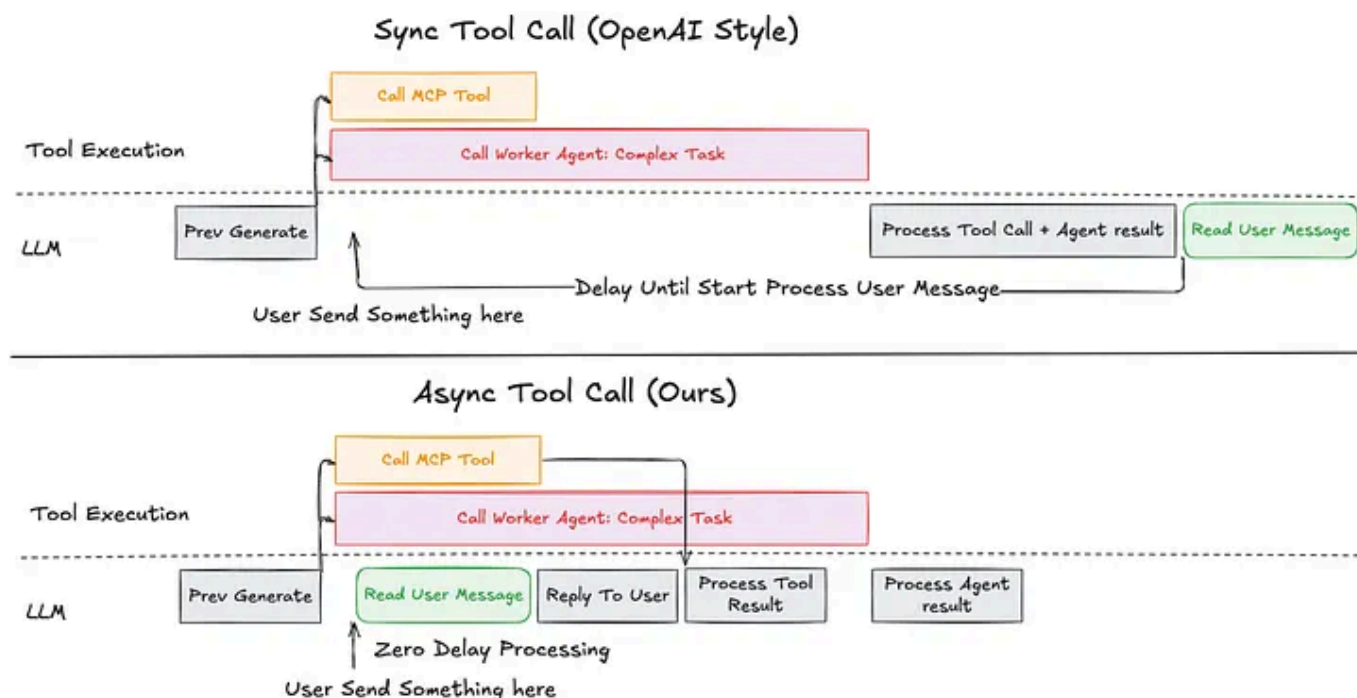 Sync Tool Call (OpenAI Style)
Call MCP Tool
Tool Execution
Call Worker Agent: Complex Task
LLM
Prev Generate
Process Tool Call + Agent result
Read User Message
Delay Until Start Process User Message
User Send Something here
Async Tool Call (Ours)
Call MCP Tool
Tool Execution
Call Worker Agent: Complex Task
LLM
Prev Generate
Read User Message
Reply To User
Process Tool
Result
Process Agent
result
Zero Delay Processing
User Send Something here